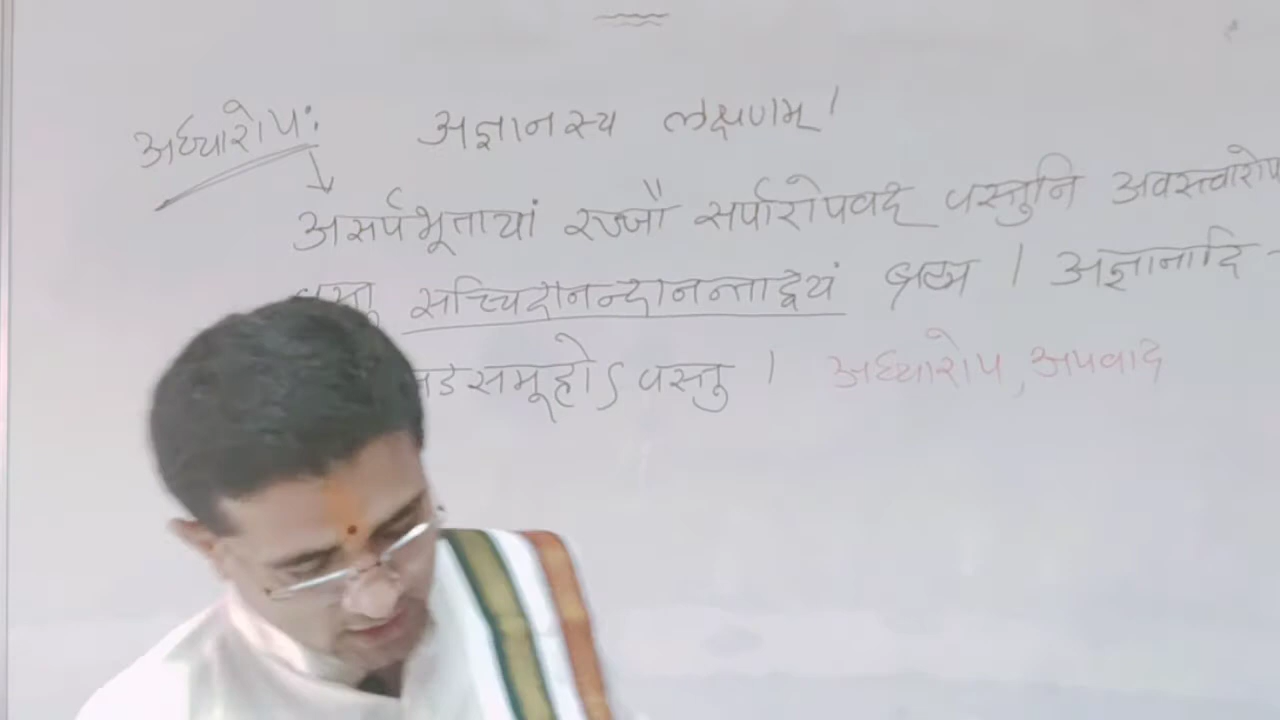 अध्यारोपः अज्ञानस्य लक्षणम्।
असर्पभूतायां रज्जौ सर्पारोपवद् वस्तुनि अवस्त्वारोप
सच्चिदानन्दानन्ताद्वयं ब्रह्म । अज्ञानादि-
जडसमूहोऽवस्तु । अध्यारोप, अपवाद